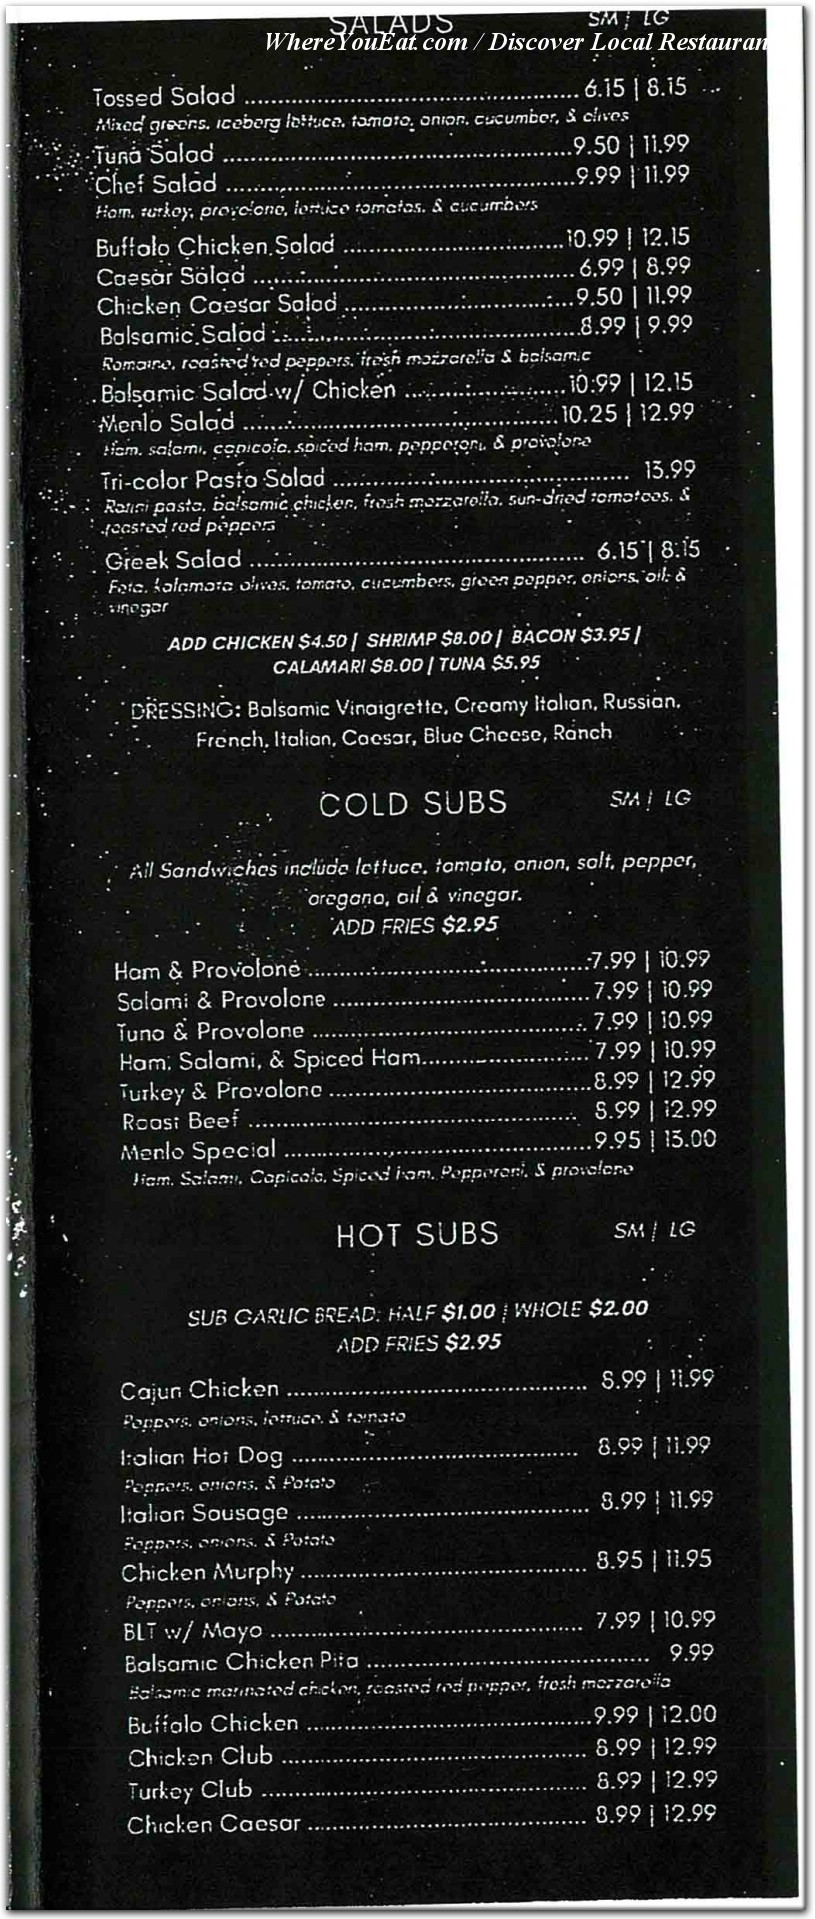 SALADS SM | LG
WhereYouEat.com / Discover Local Restauran
Tossed Salad 6.15 | 8.15
Mixed greens, iceberg lettuce, tomato, onion, cucumber, & olives
Tuna Salad 9.50 | 11.99
Chef Salad 9.99 | 11.99
Ham, turkey, provolone, lettuce tomatos, & cucumbers
Buffalo Chicken Salad 10.99 | 12.15
Caesar Salad 6.99 | 8.99
Chicken Caesar Salad 9.50 | 11.99
Balsamic Salad 8.99 | 9.99
Romaine, roasted red peppers, fresh mozzarella & balsamic
Balsamic Salad w/ Chicken 10.99 | 12.15
Menlo Salad 10.25 | 12.99
Ham, salami, capicola, spiced ham, pepperoni, & provolone
Tri-color Pasta Salad 13.99
Rotini pasta, balsamic chicken, fresh mozzarella, sun-dried tomatoes, &
roasted red peppers
Greek Salad 6.15 | 8.15
Feta, kalamata olives, tomato, cucumbers, green pepper, onions, oil &
vinegar
ADD CHICKEN $4.50 | SHRIMP $8.00 | BACON $3.95 |
CALAMARI $8.00 | TUNA $5.95
DRESSING: Balsamic Vinaigrette, Creamy Italian, Russian,
French, Italian, Caesar, Blue Cheese, Ranch
COLD SUBS SM | LG
All Sandwiches include lettuce, tomato, onion, salt, pepper,
oregano, oil & vinegar.
ADD FRIES $2.95
Ham & Provolone 7.99 | 10.99
Salami & Provolone 7.99 | 10.99
Tuna & Provolone 7.99 | 10.99
Ham, Salami, & Spiced Ham 7.99 | 10.99
Turkey & Provolone 8.99 | 12.99
Roast Beef 8.99 | 12.99
Menlo Special 9.95 | 13.00
Ham, Salami, Capicola, Spiced ham, Pepperoni, & provolone
HOT SUBS SM | LG
SUB GARLIC BREAD: HALF $1.00 | WHOLE $2.00
ADD FRIES $2.95
Cajun Chicken 8.99 | 11.99
Peppers, onions, lettuce, & tomato
Italian Hot Dog 8.99 | 11.99
Peppers, onions, & Potato
Italian Sausage 8.99 | 11.99
Peppers, onions, & Potato
Chicken Murphy 8.95 | 11.95
Peppers, onions, & Potato
BLT w/ Mayo 7.99 | 10.99
Balsamic Chicken Pita 9.99
Balsamic marinated chicken, roasted red pepper, fresh mozzarella
Buffalo Chicken 9.99 | 12.00
Chicken Club 8.99 | 12.99
Turkey Club 8.99 | 12.99
Chicken Caesar 8.99 | 12.99